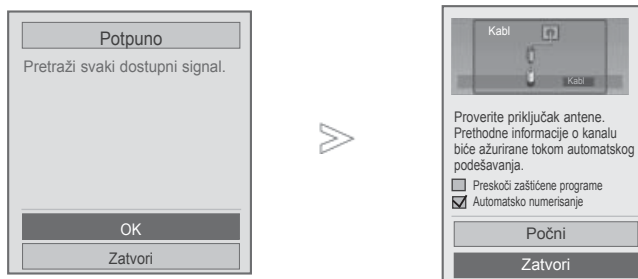 Potpuno
Pretraži svaki dostupni signal.
OK
Zatvori
Kabl
Kabl
Proverite priključak antene.
Prethodne informacije o kanalu
biće ažurirane tokom automatskog
podešavanja.
Preskoči zaštićene programe
Automatsko numerisanje
Počni
Zatvori